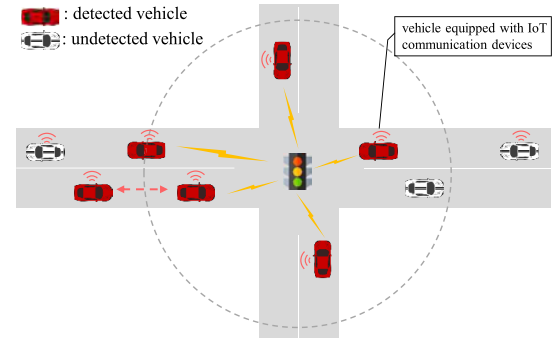 : detected vehicle
: undetected vehicle
vehicle equipped with IoT
communication devices